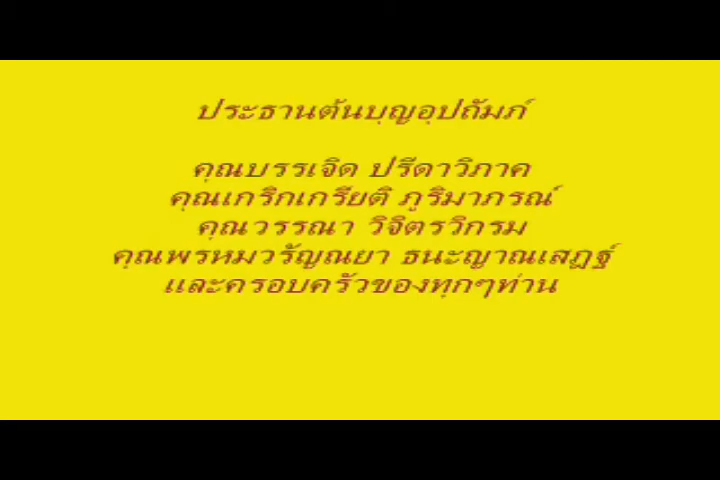 ประธานต้นบุญอุปถัมภ์
คุณบรรเจิด ปรีดาวิภาค
คุณเกริกเกรียติ ภูริมาภรณ์
คุณวรรณา วิจิตรวิกรม
คุณพรหมวรัญณยา ธนะญาณเสฏฐ์
และครอบครัวของทุกๆท่าน